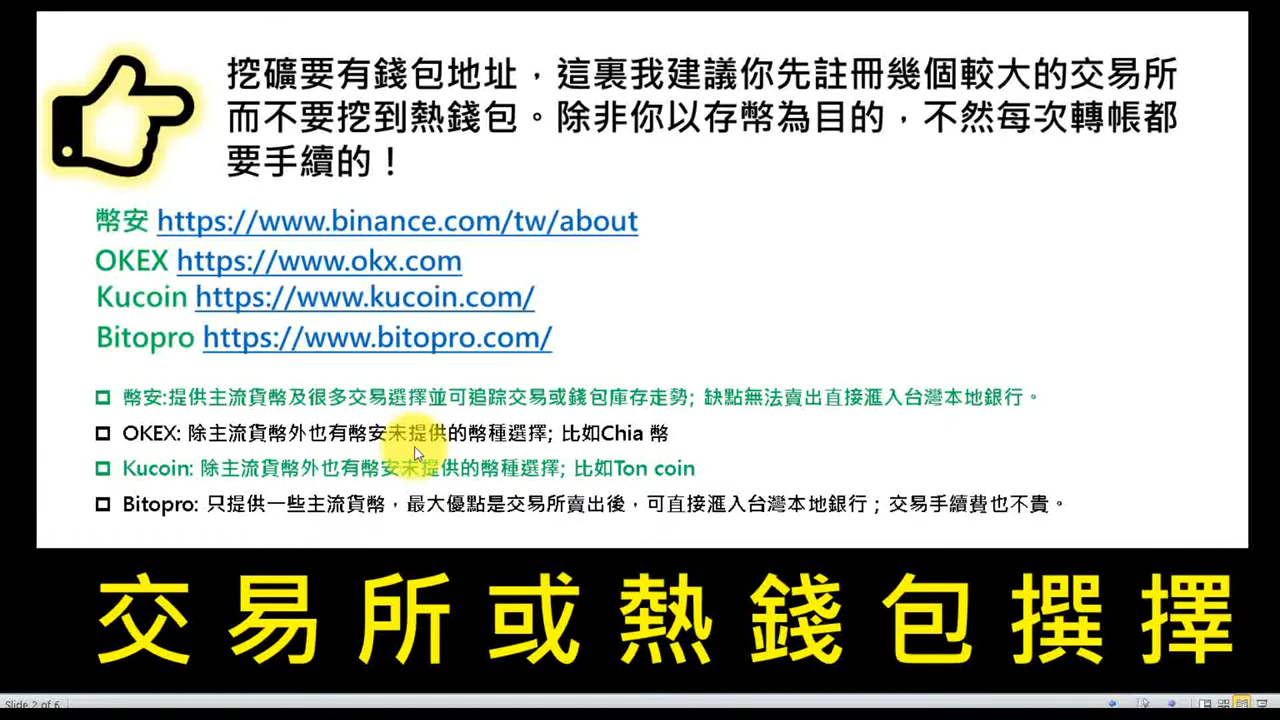 挖礦要有錢包地址，這裏我建議你先註冊幾個較大的交易所
而不要挖到熱錢包。除非你以存幣為目的，不然每次轉帳都
要手續的！
幣安 https://www.binance.com/tw/about
OKEX https://www.okx.com
Kucoin https://www.kucoin.com/
Bitopro https://www.bitopro.com/
幣安:提供主流貨幣及很多交易選擇並可追踪交易或錢包庫存走勢; 缺點無法賣出直接滙入台灣本地銀行。
OKEX: 除主流貨幣外也有幣安未提供的幣種選擇; 比如Chia 幣
Kucoin: 除主流貨幣外也有幣安未提供的幣種選擇; 比如Ton coin
Bitopro: 只提供一些主流貨幣，最大優點是交易所賣出後，可直接滙入台灣本地銀行；交易手續費也不貴。
交易所或熱錢包撰擇
Slide 2 of 6